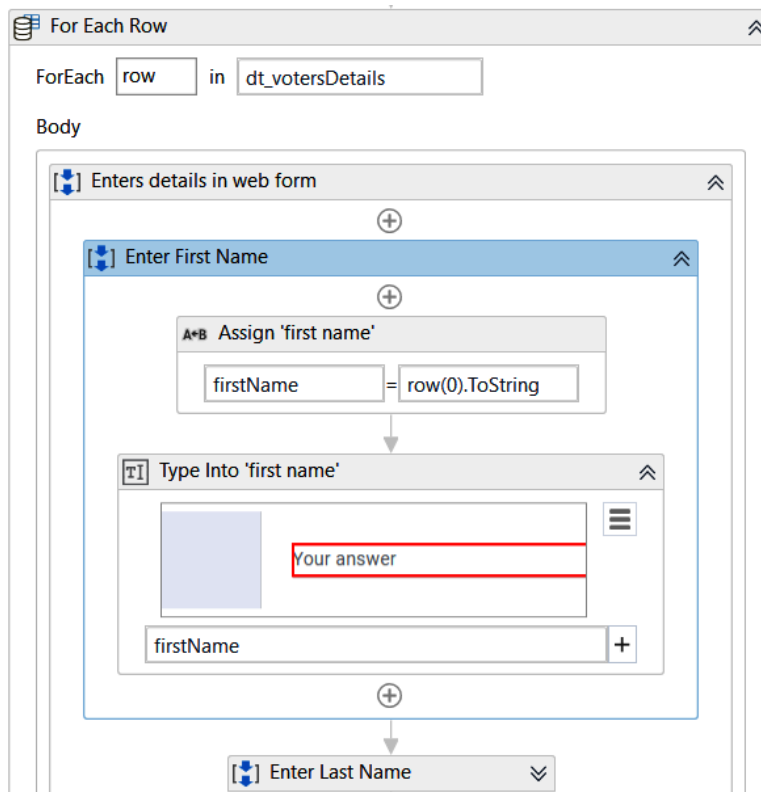 For Each Row
ForEach row in dt_votersDetails
Body
Enters details in web form
Enter First Name
A↔B Assign 'first name'
firstName = row(0).ToString
TI Type Into 'first name'
Your answer
firstName +
Enter Last Name